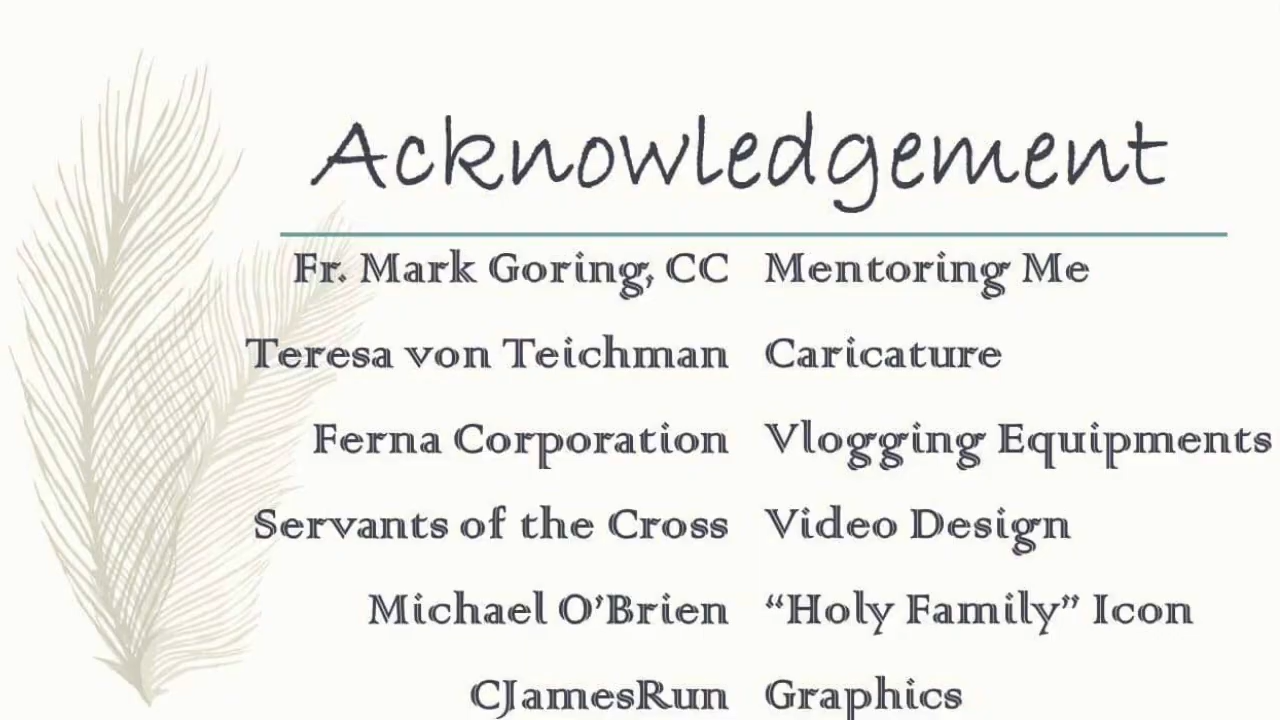 Acknowledgement
Fr. Mark Goring, CC Mentoring Me
Teresa von Teichman Caricature
Ferna Corporation Vlogging Equipments
Servants of the Cross Video Design
Michael O’Brien “Holy Family” Icon
CJamesRun Graphics